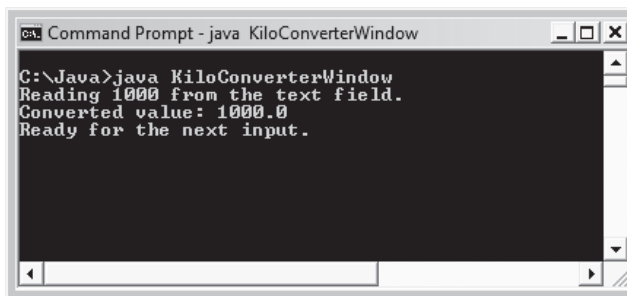 Command Prompt - java KiloConverterWindow
C:\Java>java KiloConverterWindow
Reading 1000 from the text field.
Converted value: 1000.0
Ready for the next input.